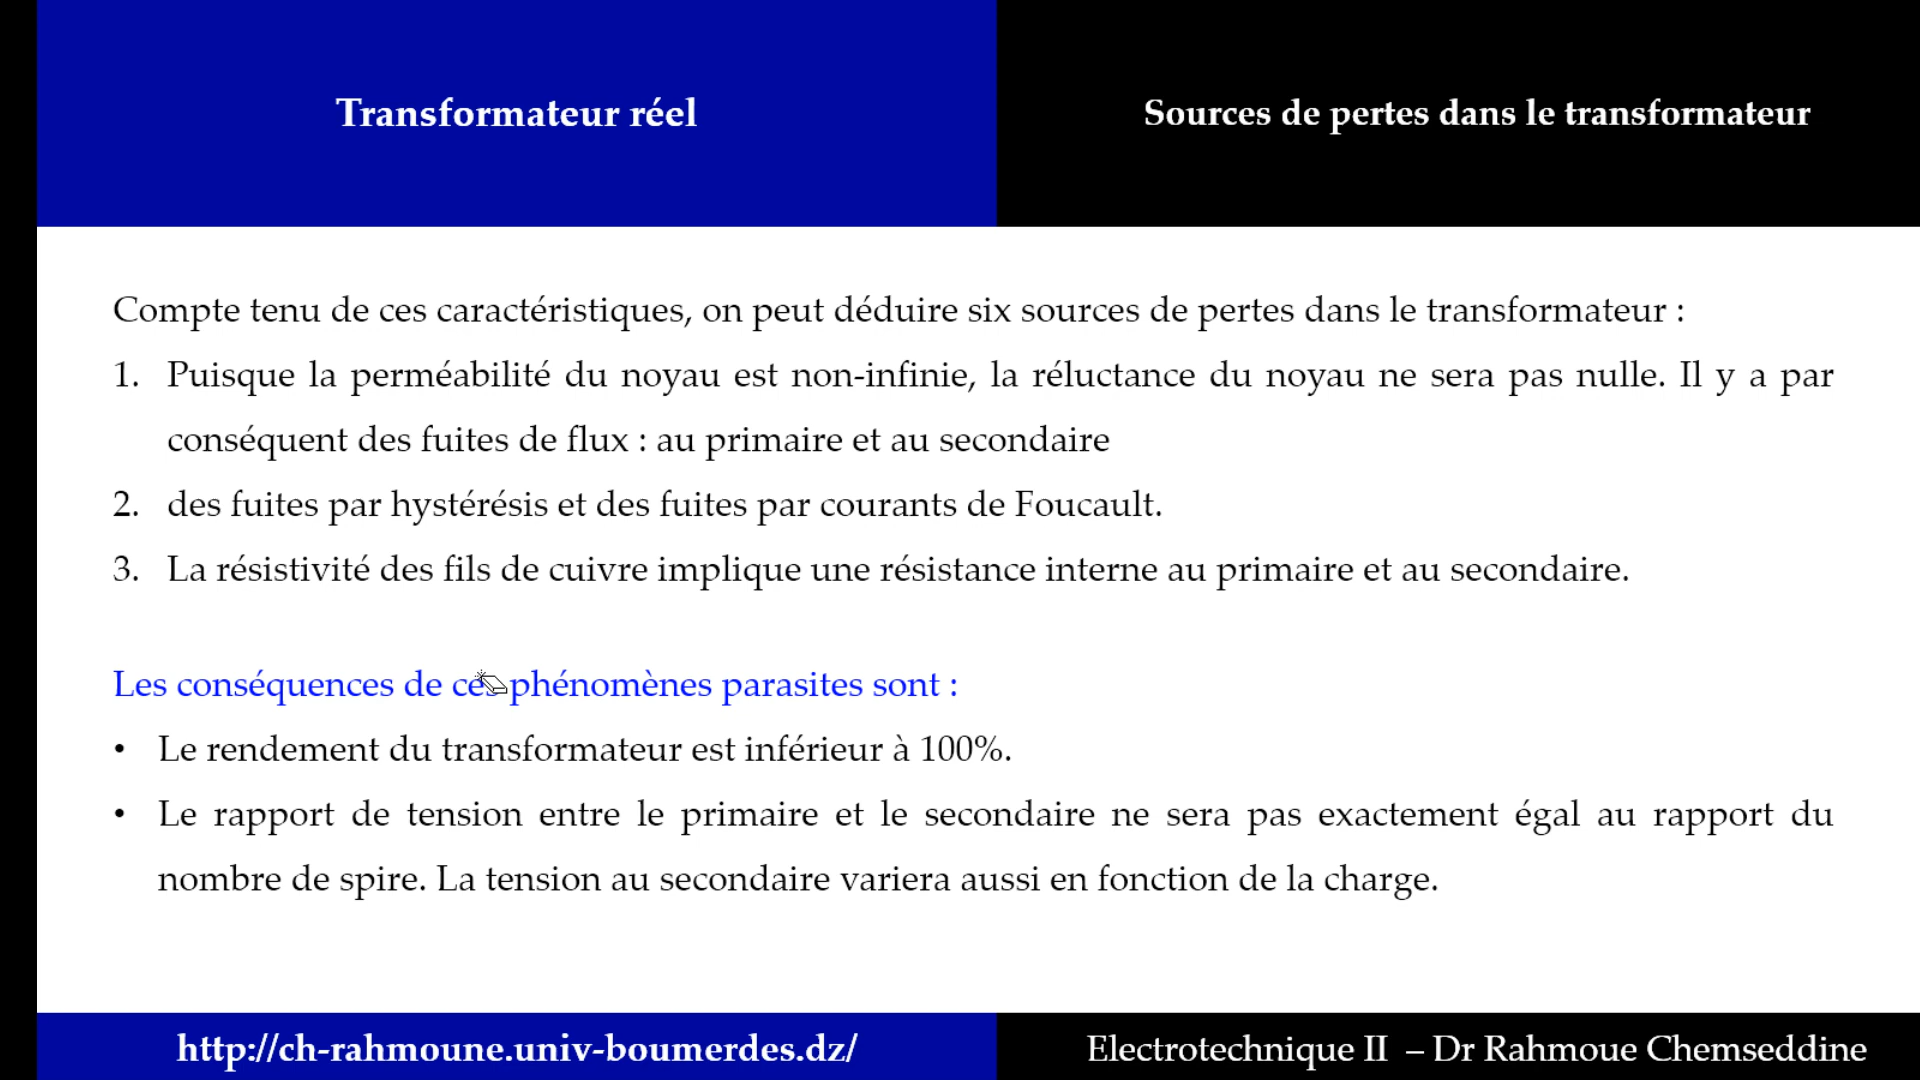 Transformateur réel
Sources de pertes dans le transformateur
Compte tenu de ces caractéristiques, on peut déduire six sources de pertes dans le transformateur :
1. Puisque la perméabilité du noyau est non-infinie, la réluctance du noyau ne sera pas nulle. Il y a par
conséquent des fuites de flux : au primaire et au secondaire
2. des fuites par hystérésis et des fuites par courants de Foucault.
3. La résistivité des fils de cuivre implique une résistance interne au primaire et au secondaire.
Les conséquences de ces phénomènes parasites sont :
• Le rendement du transformateur est inférieur à 100%.
• Le rapport de tension entre le primaire et le secondaire ne sera pas exactement égal au rapport du
nombre de spire. La tension au secondaire variera aussi en fonction de la charge.
http://ch-rahmoune.univ-boumerdes.dz/
Electrotechnique II – Dr Rahmoue Chemseddine